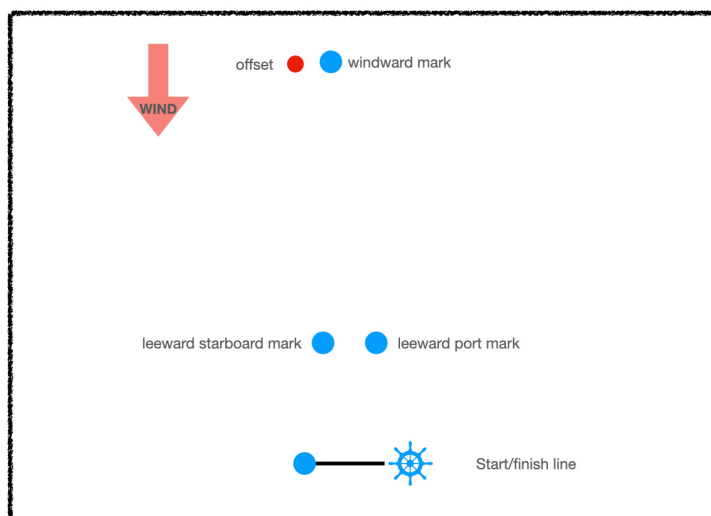 offset
windward mark
WIND
leeward starboard mark
leeward port mark
Start/finish line